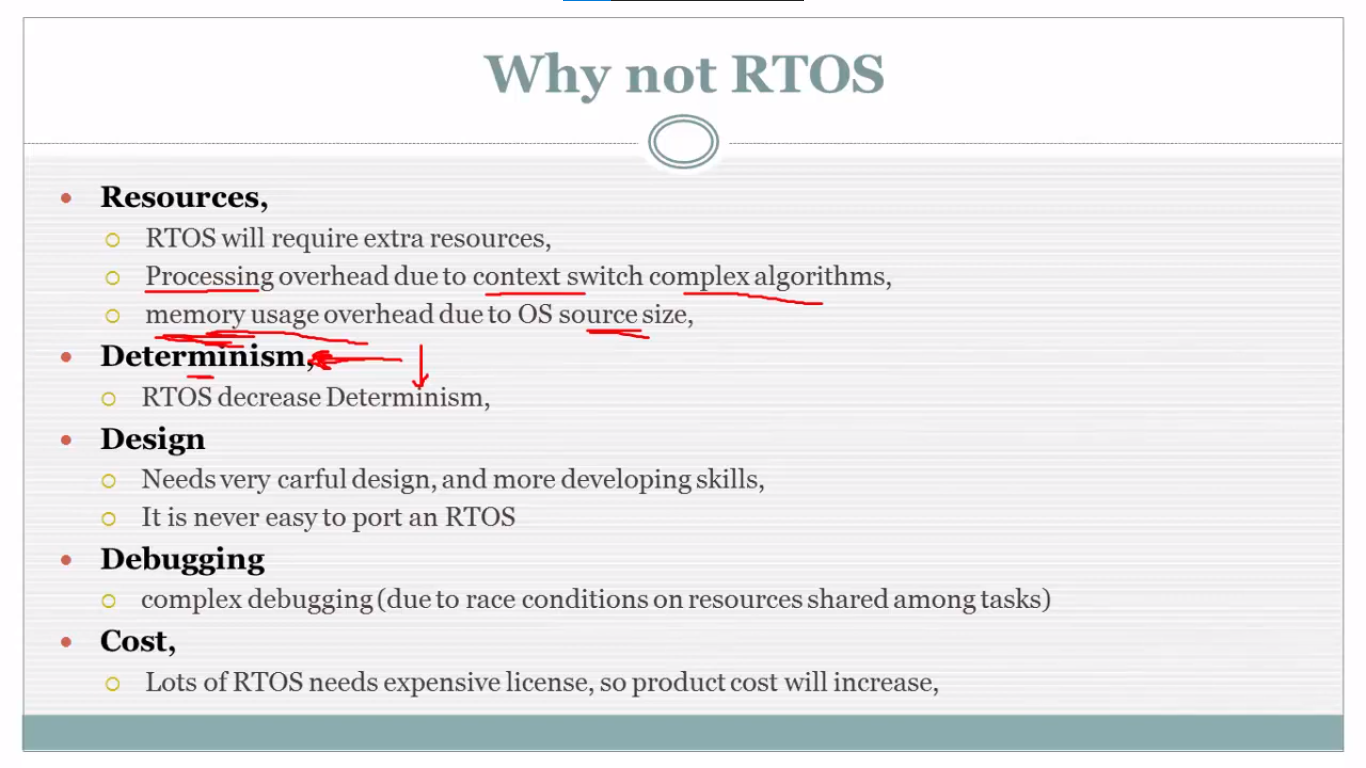 Why not RTOS
Resources,
RTOS will require extra resources,
Processing overhead due to context switch complex algorithms,
memory usage overhead due to OS source size,
Determinism,
RTOS decrease Determinism,
Design
Needs very carful design, and more developing skills,
It is never easy to port an RTOS
Debugging
complex debugging (due to race conditions on resources shared among tasks)
Cost,
Lots of RTOS needs expensive license, so product cost will increase,